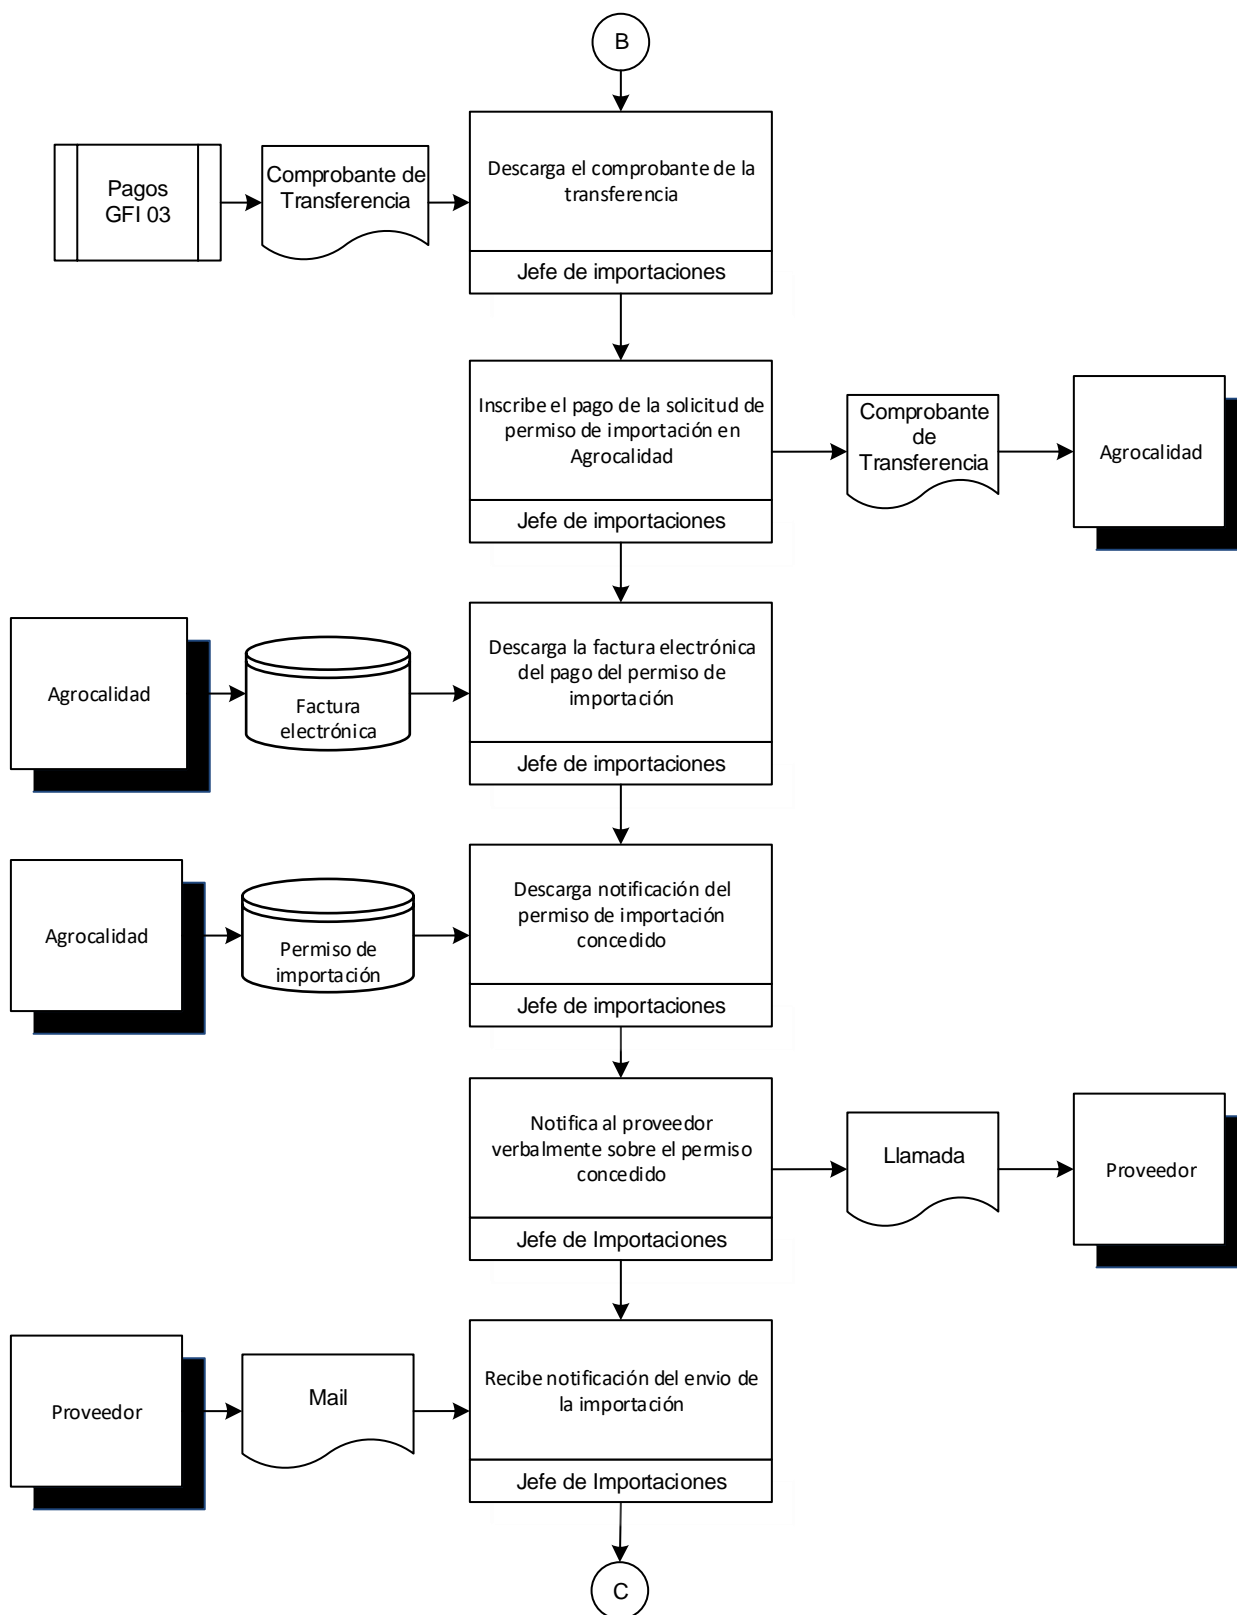 B
Pagos
GFI 03
Comprobante de
Transferencia
Descarga el comprobante de la
transferencia
Jefe de importaciones
Inscribe el pago de la solicitud de
permiso de importación en
Agrocalidad
Jefe de importaciones
Comprobante
de
Transferencia
Agrocalidad
Agrocalidad
Factura
electrónica
Descarga la factura electrónica
del pago del permiso de
importación
Jefe de importaciones
Agrocalidad
Permiso de
importación
Descarga notificación del
permiso de importación
concedido
Jefe de importaciones
Notifica al proveedor
verbalmente sobre el permiso
concedido
Jefe de Importaciones
Llamada
Proveedor
Proveedor
Mail
Recibe notificación del envio de
la importación
Jefe de Importaciones
C